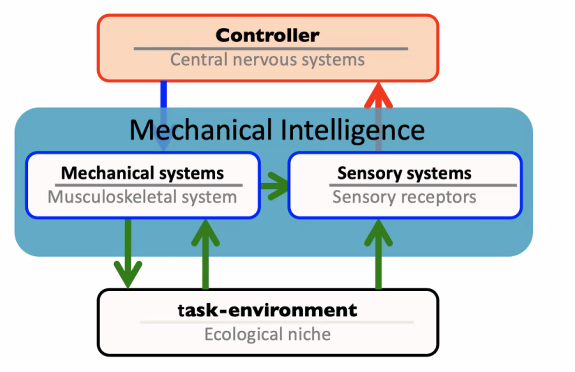 Controller
Central nervous systems
Mechanical Intelligence
Mechanical systems
Musculoskeletal system
Sensory systems
Sensory receptors
task-environment
Ecological niche